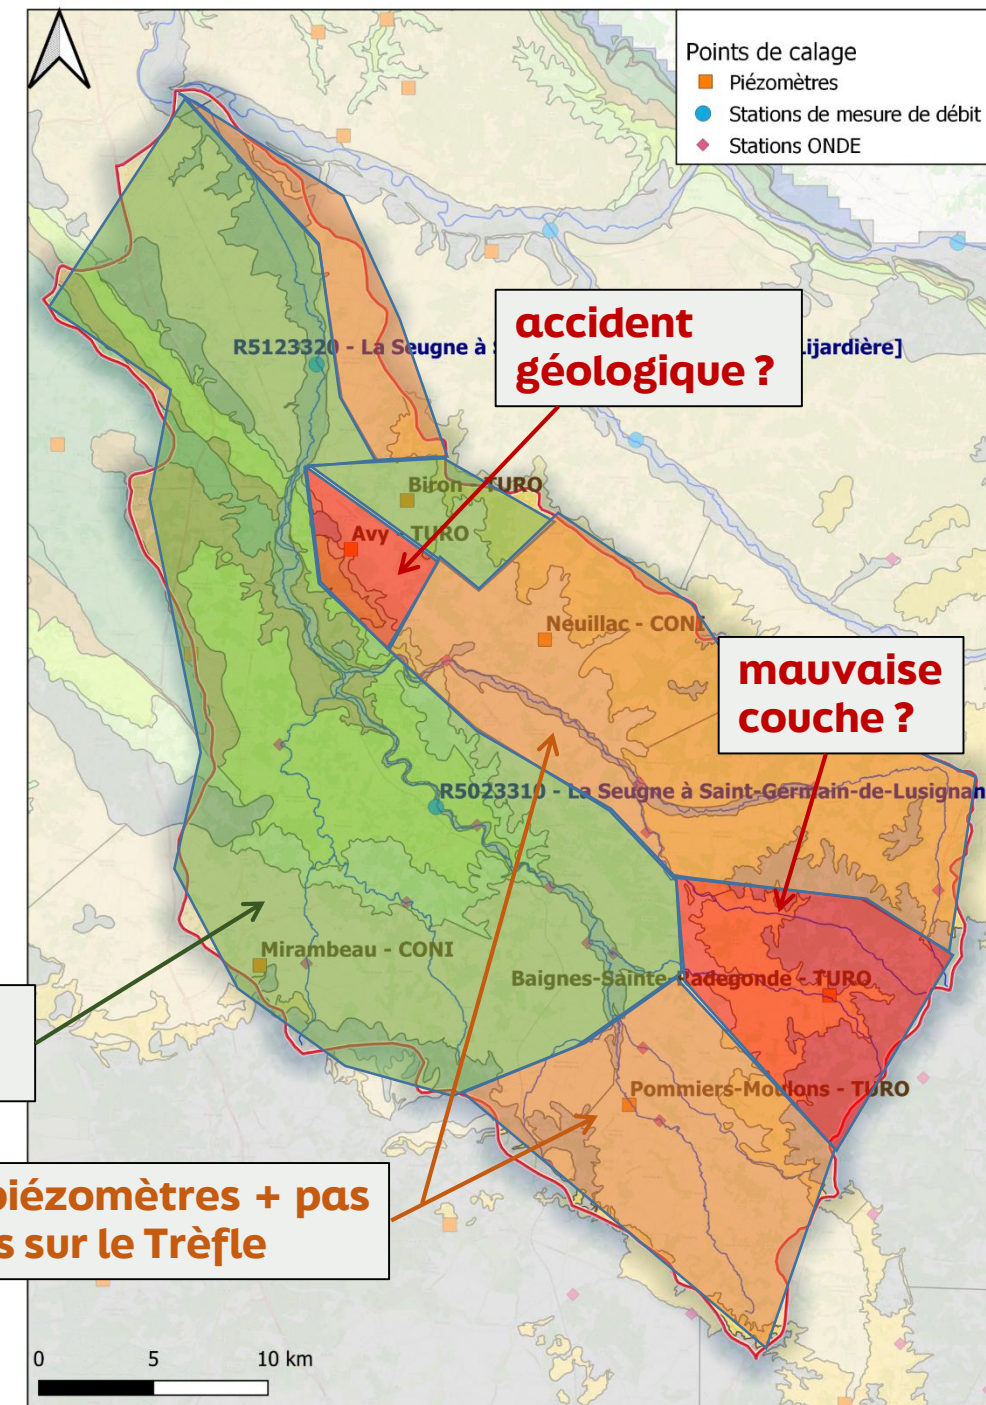 Points de calage
Piézomètres
Stations de mesure de débit
Stations ONDE
accident
géologique ?
R5123320 - La Seugne à
ijardière]
Biron - TURO
Avy - TURO
Neuillac - CONI
mauvaise
couche ?
R5023310 - La Seugne à Saint-Germain-de-Lusignan
Mirambeau - CONI
Baignes-Sainte-Radegonde - TURO
Pommiers-Moulons - TURO
piézomètres + pas
s sur le Trèfle
0 5 10 km